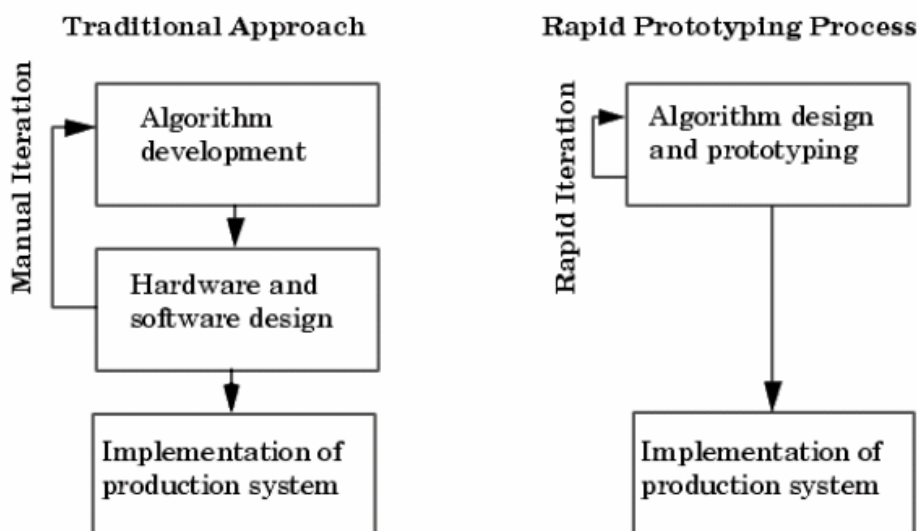 Traditional Approach
Manual Iteration
Algorithm
development
Hardware and
software design
Implementation of
production system
Rapid Prototyping Process
Rapid Iteration
Algorithm design
and prototyping
Implementation of
production system